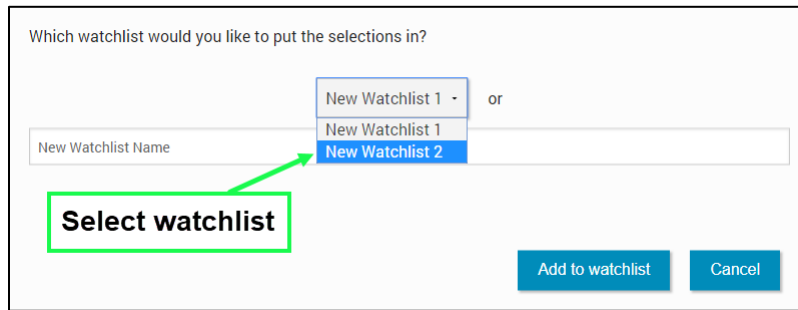 Which watchlist would you like to put the selections in?
New Watchlist 1 or
New Watchlist 1
New Watchlist Name
New Watchlist 2
Select watchlist
Add to watchlist Cancel